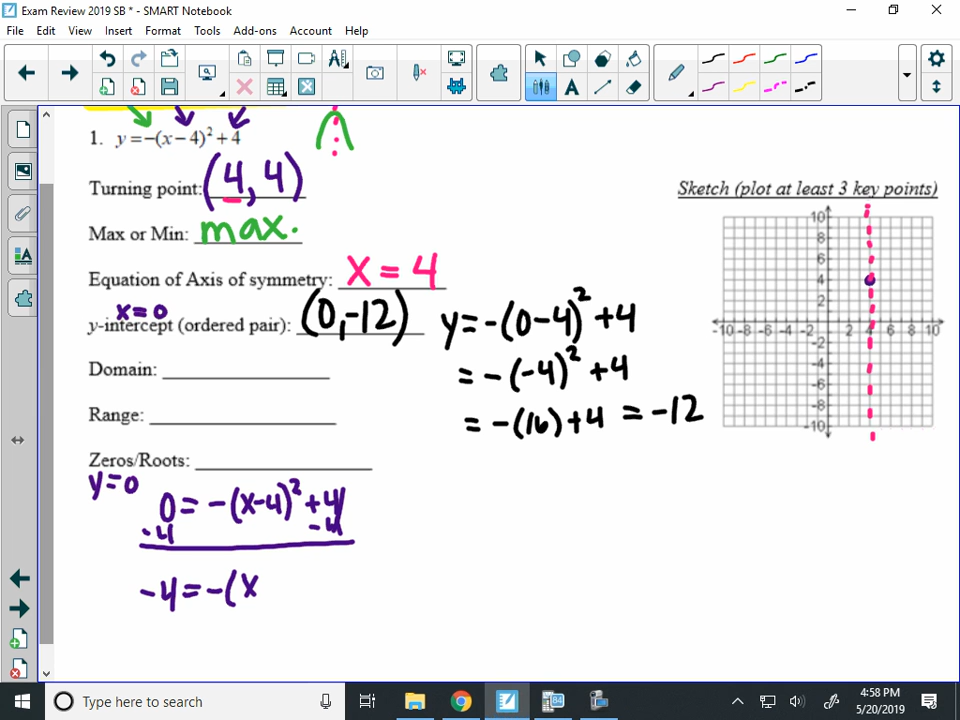 Exam Review 2019 SB * - SMART Notebook
File Edit View Insert Format Tools Add-ons Account Help
1. y = -(x - 4)² + 4
Turning point: (4, 4)
Max or Min: max.
Equation of Axis of symmetry: x = 4
x = 0
y-intercept (ordered pair): (0, -12)
y = -(0-4)² + 4
= -(-4)² + 4
= -(16) + 4 = -12
Domain:
Range:
Zeros/Roots:
y = 0
0 = -(x-4)² + 4
-4 -4
-4 = -(x
Sketch (plot at least 3 key points)
10
8
6
4
2
-10 -8 -6 -4 -2 2 4 6 8 10
-2
-4
-6
-8
-10
Type here to search
84
4:58 PM
5/20/2019